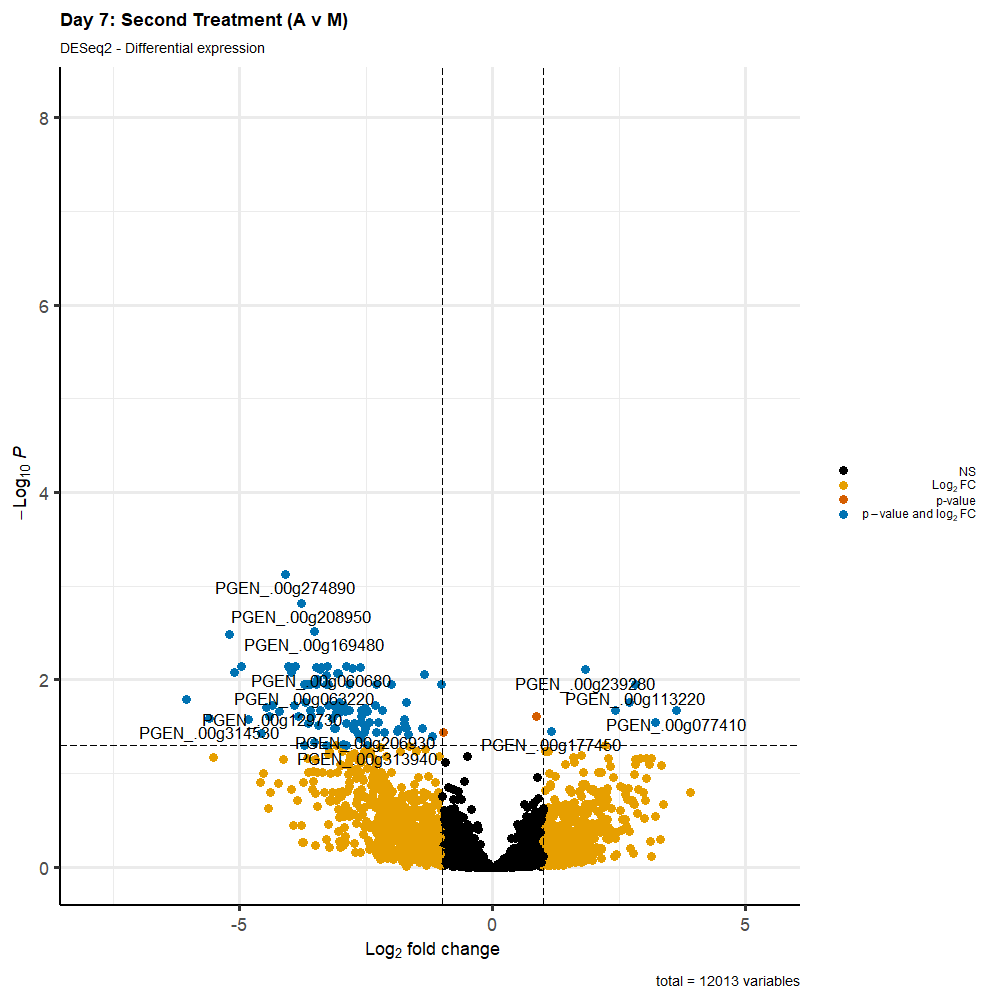 Day 7: Second Treatment (A v M)
DESeq2 - Differential expression
8
6
4
2
0
-5
0
5
−Log10 P
Log2 fold change
PGEN_.00g274890
PGEN_.00g208950
PGEN_.00g169480
PGEN_.00g060680
PGEN_.00g063220
PGEN_.00g129730
PGEN_.00g314530
PGEN_.00g206930
PGEN_.00g313940
PGEN_.00g239280
PGEN_.00g113220
PGEN_.00g077410
PGEN_.00g177450
NS
Log2 FC
p-value
p−value and log2 FC
total = 12013 variables